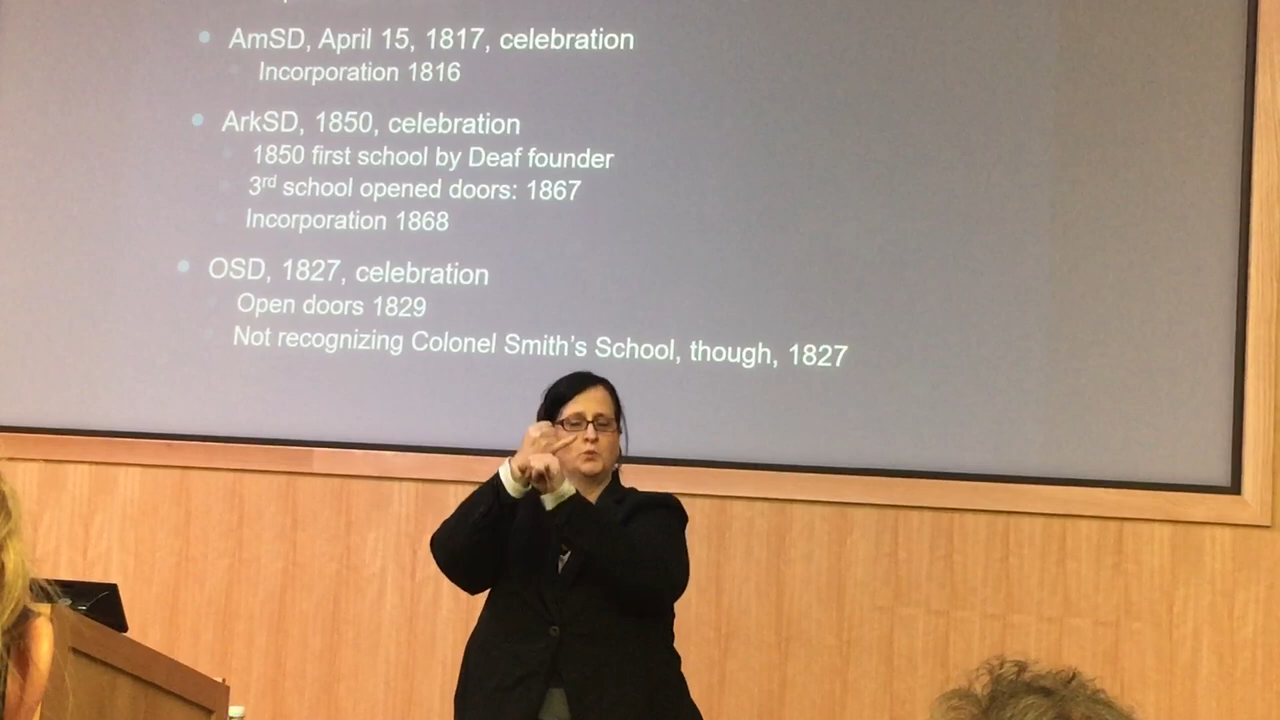 AmSD, April 15, 1817, celebration
Incorporation 1816
ArkSD, 1850, celebration
1850 first school by Deaf founder
3rd school opened doors: 1867
Incorporation 1868
OSD, 1827, celebration
Open doors 1829
Not recognizing Colonel Smith's School, though, 1827